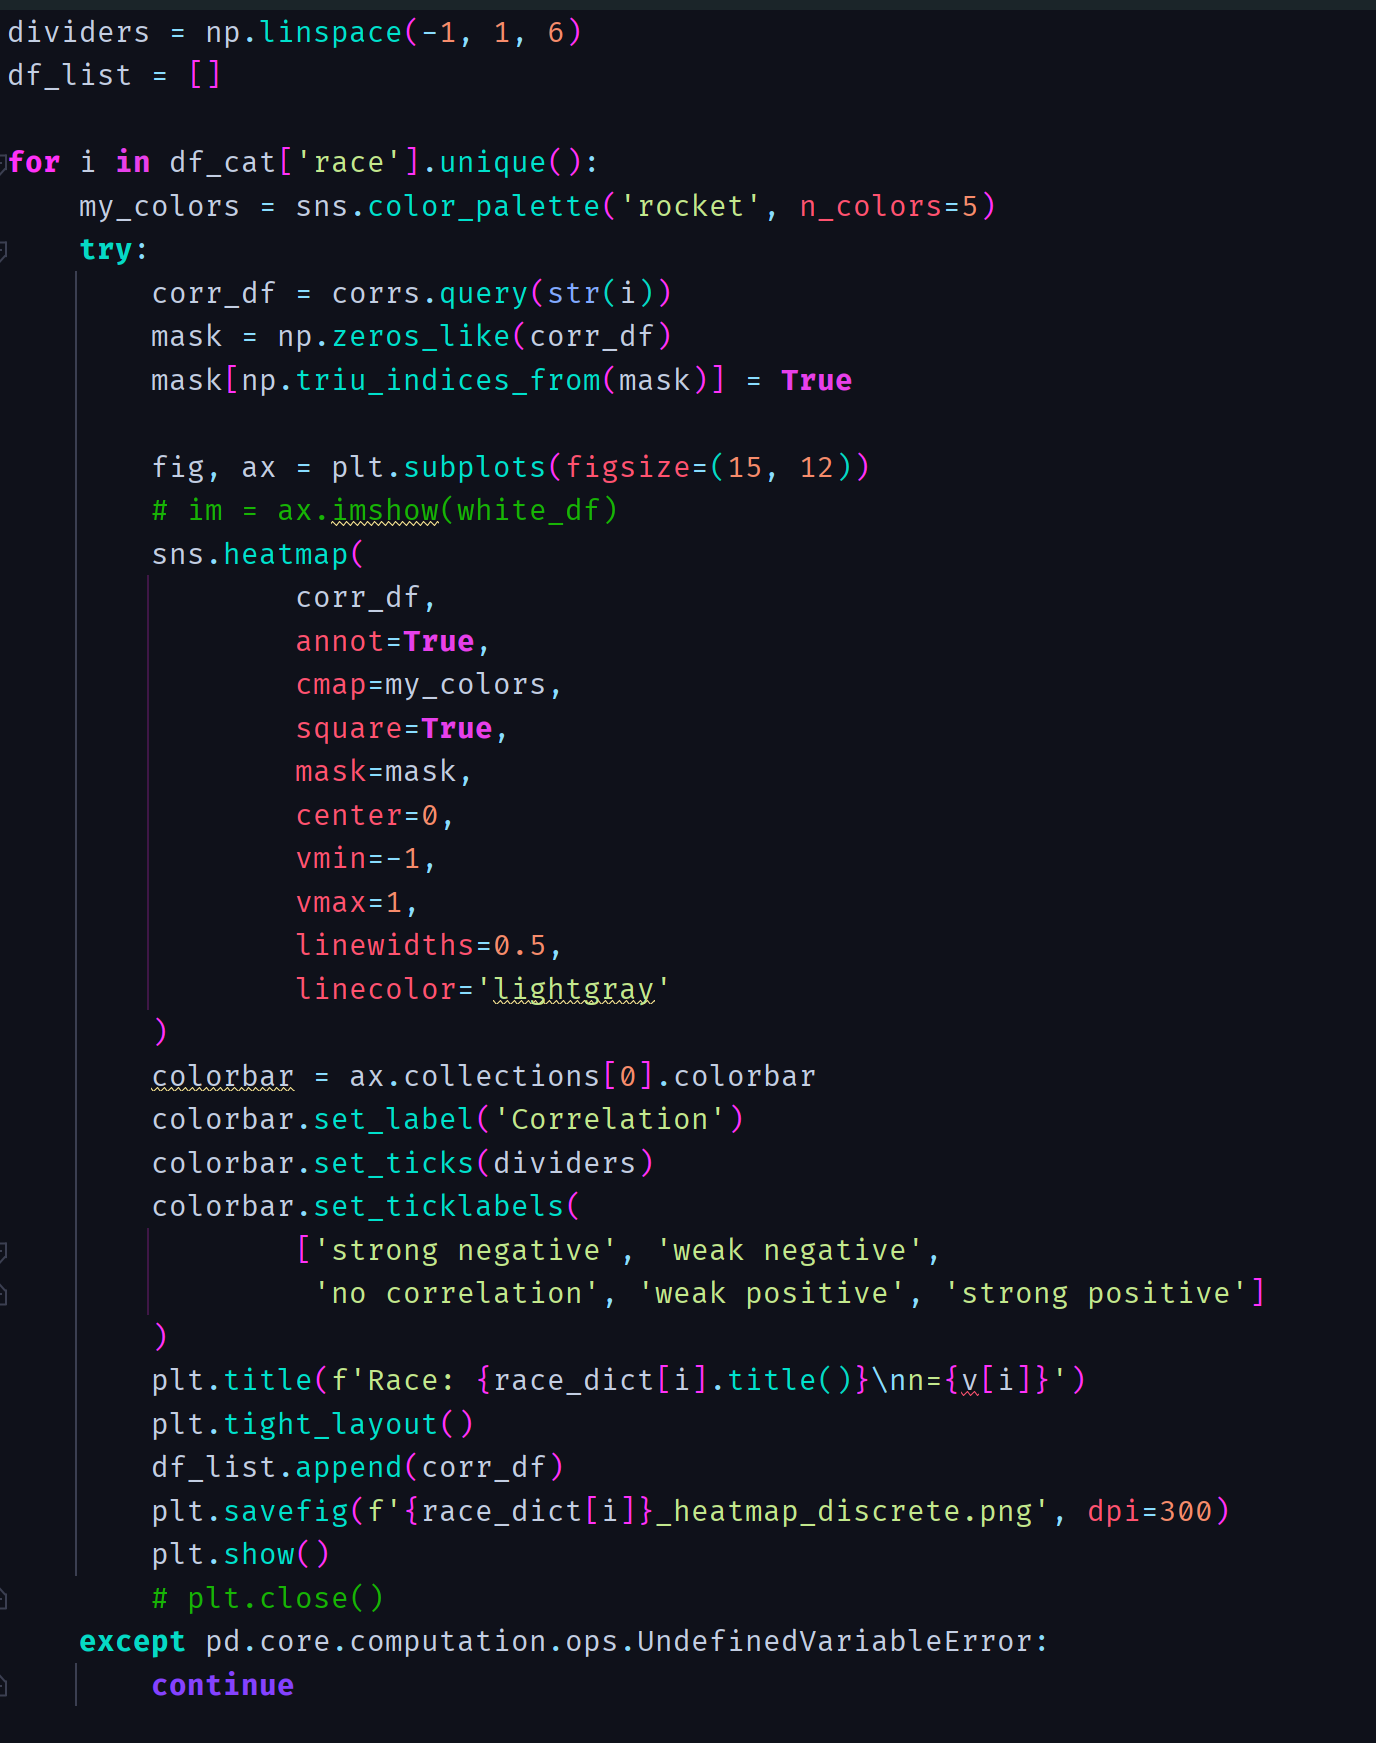 dividers = np.linspace(-1, 1, 6)
df_list = []
for i in df_cat['race'].unique():
    my_colors = sns.color_palette('rocket', n_colors=5)
    try:
        corr_df = corrs.query(str(i))
        mask = np.zeros_like(corr_df)
        mask[np.triu_indices_from(mask)] = True
        fig, ax = plt.subplots(figsize=(15, 12))
        # im = ax.imshow(white_df)
        sns.heatmap(
                corr_df,
                annot=True,
                cmap=my_colors,
                square=True,
                mask=mask,
                center=0,
                vmin=-1,
                vmax=1,
                linewidths=0.5,
                linecolor='lightgray'
        )
        colorbar = ax.collections[0].colorbar
        colorbar.set_label('Correlation')
        colorbar.set_ticks(dividers)
        colorbar.set_ticklabels(
                ['strong negative', 'weak negative',
                 'no correlation', 'weak positive', 'strong positive']
        )
        plt.title(f'Race: {race_dict[i].title()}\nn={v[i]}')
        plt.tight_layout()
        df_list.append(corr_df)
        plt.savefig(f'{race_dict[i]}_heatmap_discrete.png', dpi=300)
        plt.show()
        # plt.close()
    except pd.core.computation.ops.UndefinedVariableError:
        continue